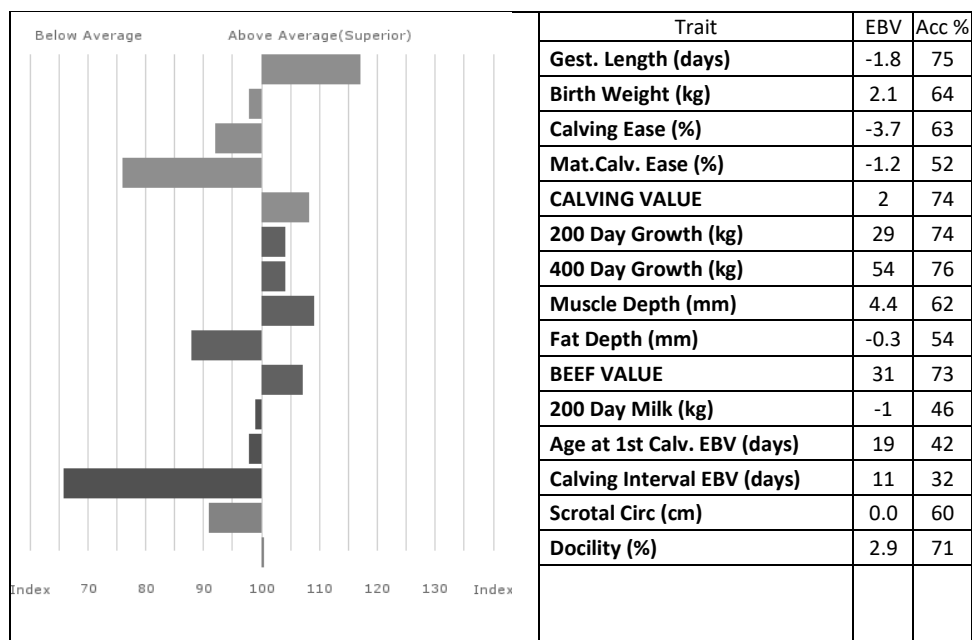 Below Average Above Average(Superior)
Index 70 80 90 100 110 120 130 Index
Trait EBV Acc %
Gest. Length (days) -1.8 75
Birth Weight (kg) 2.1 64
Calving Ease (%) -3.7 63
Mat.Calv. Ease (%) -1.2 52
CALVING VALUE 2 74
200 Day Growth (kg) 29 74
400 Day Growth (kg) 54 76
Muscle Depth (mm) 4.4 62
Fat Depth (mm) -0.3 54
BEEF VALUE 31 73
200 Day Milk (kg) -1 46
Age at 1st Calv. EBV (days) 19 42
Calving Interval EBV (days) 11 32
Scrotal Circ (cm) 0.0 60
Docility (%) 2.9 71